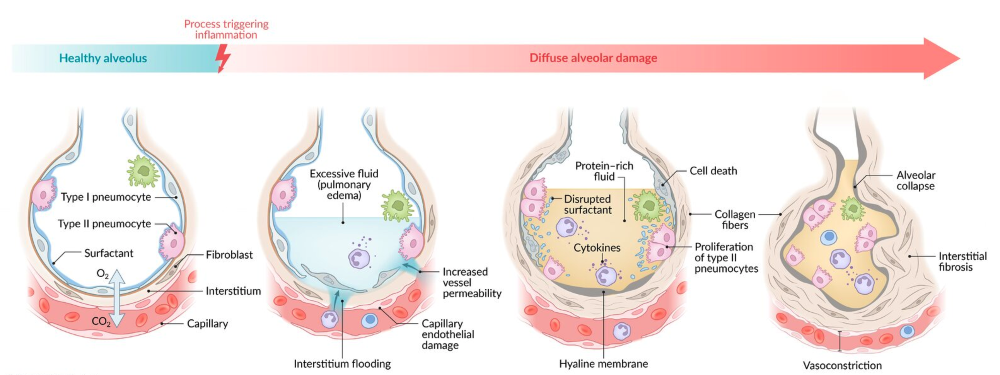 Process triggering
inflammation
Healthy alveolus
Diffuse alveolar damage
Type I pneumocyte
Type II pneumocyte
Surfactant
O₂
CO₂
Fibroblast
Interstitium
Capillary
Excessive fluid
(pulmonary
edema)
Increased
vessel
permeability
Capillary
endothelial
damage
Interstitium flooding
Protein-rich
fluid
Disrupted
surfactant
Cytokines
Cell death
Collagen
fibers
Proliferation
of type II
pneumocytes
Hyaline membrane
Alveolar
collapse
Interstitial
fibrosis
Vasoconstriction